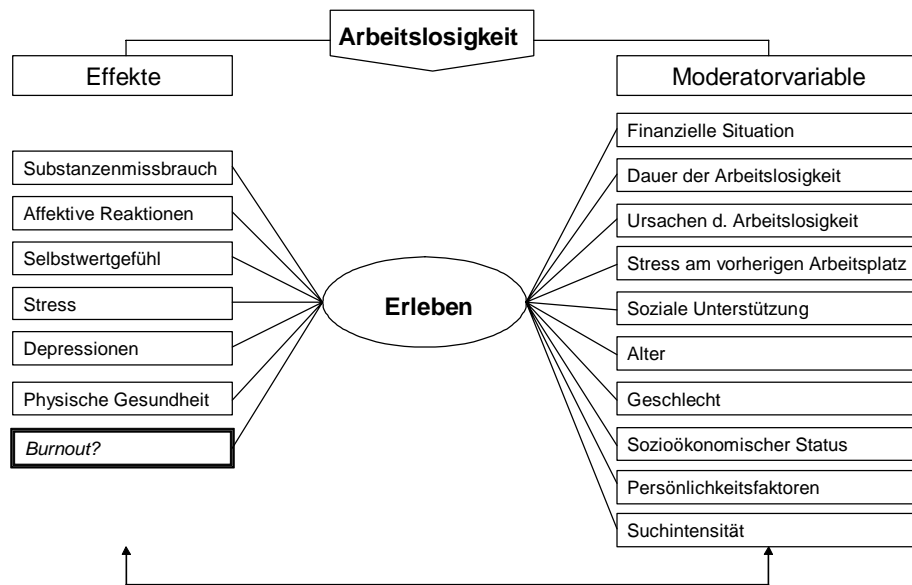 Arbeitslosigkeit
Effekte
Moderatorvariable
Substanzenmissbrauch
Affektive Reaktionen
Selbstwertgefühl
Stress
Depressionen
Physische Gesundheit
Burnout?
Erleben
Finanzielle Situation
Dauer der Arbeitslosigkeit
Ursachen d. Arbeitslosigkeit
Stress am vorherigen Arbeitsplatz
Soziale Unterstützung
Alter
Geschlecht
Sozioökonomischer Status
Persönlichkeitsfaktoren
Suchintensität